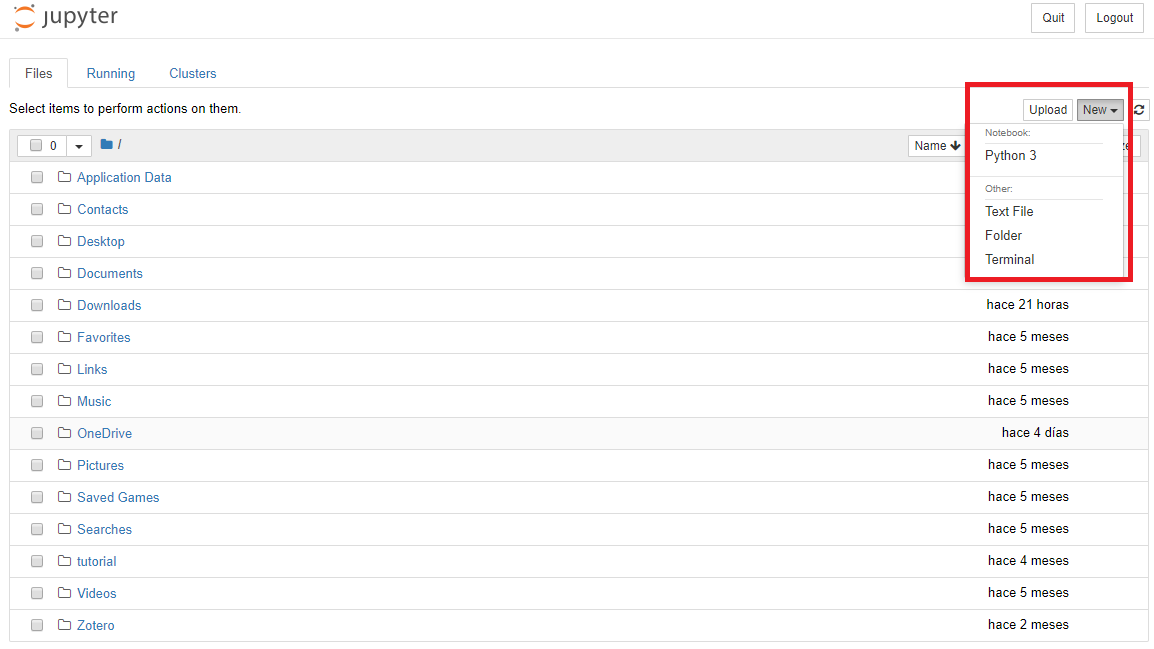 jupyter
Quit
Logout
Files
Running
Clusters
Select items to perform actions on them.
Upload
New
0
/
Name
Notebook:
Python 3
Other:
Text File
Folder
Terminal
Application Data
Contacts
Desktop
Documents
Downloads hace 21 horas
Favorites hace 5 meses
Links hace 5 meses
Music hace 5 meses
OneDrive hace 4 días
Pictures hace 5 meses
Saved Games hace 5 meses
Searches hace 5 meses
tutorial hace 4 meses
Videos hace 5 meses
Zotero hace 2 meses